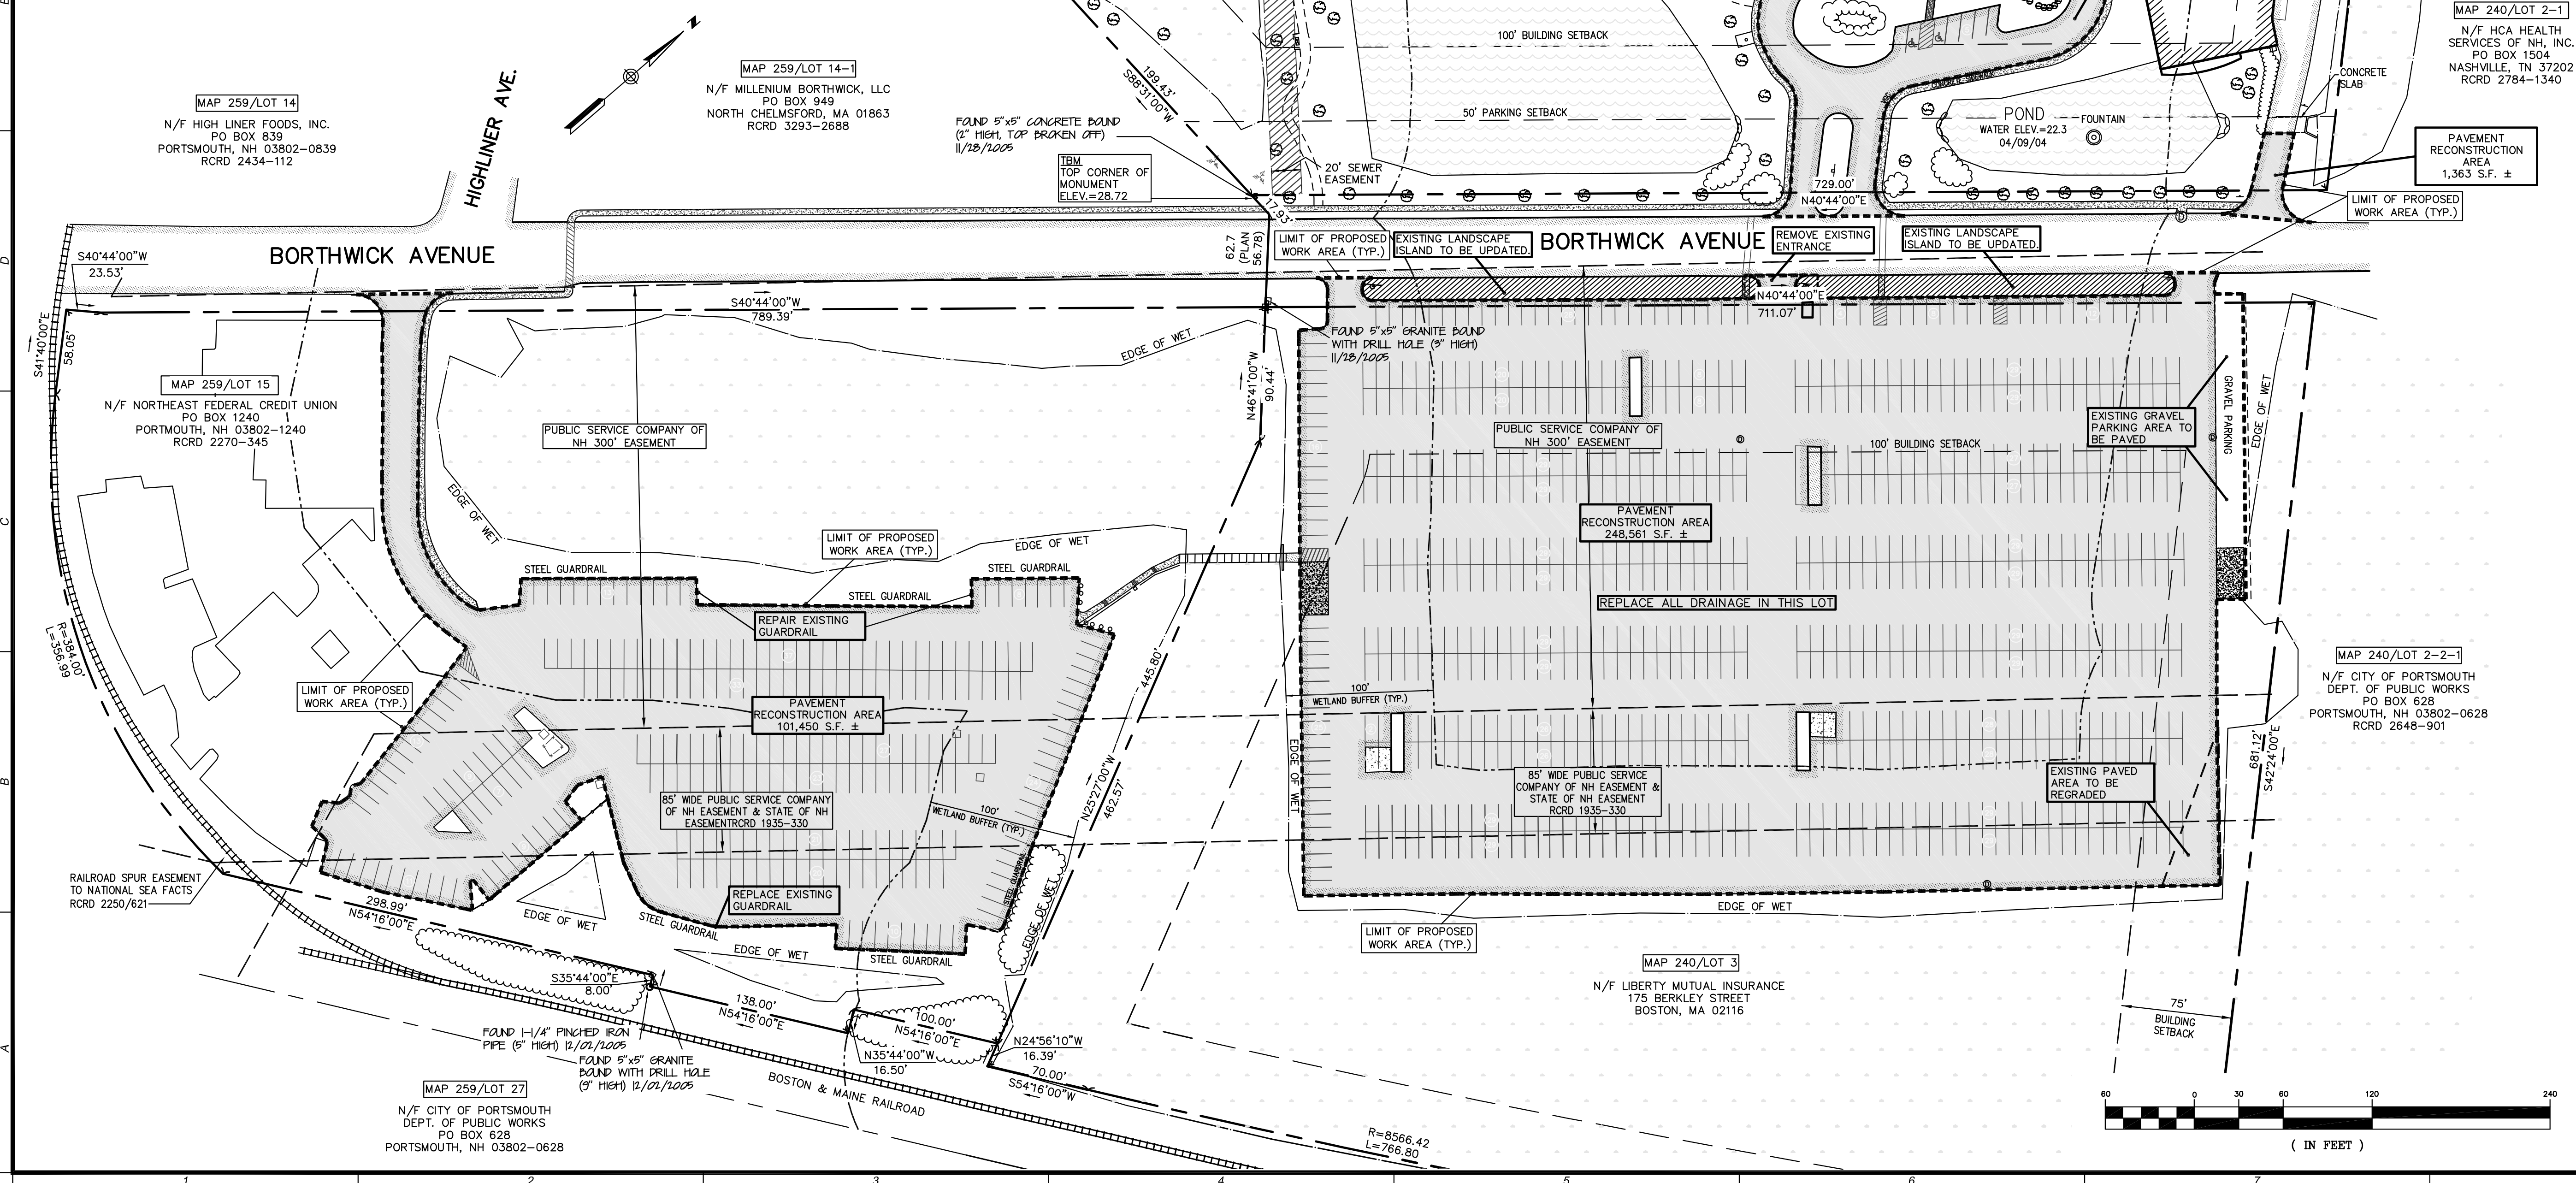 MAP 259/LOT 14
N/F HIGH LINER FOODS, INC.
PO BOX 839
PORTSMOUTH, NH 03802-0839
RCRD 2434-112
HIGHLINER AVE.
N
MAP 259/LOT 14-1
N/F MILLENIUM BORTHWICK, LLC
PO BOX 949
NORTH CHELMSFORD, MA 01863
RCRD 3293-2688
FOUND 5"x5" CONCRETE BOUND
(2" HIGH, TOP BROKEN OFF)
11/28/2005
TBM
TOP CORNER OF
MONUMENT
ELEV.=28.72
199.43'
S88°31'00"W
17.93'
20' SEWER
EASEMENT
100' BUILDING SETBACK
50' PARKING SETBACK
729.00'
N40°44'00"E
POND
WATER ELEV.=22.3
04/09/04
FOUNTAIN
CONCRETE
SLAB
MAP 240/LOT 2-1
N/F HCA HEALTH
SERVICES OF NH, INC.
PO BOX 1504
NASHVILLE, TN 37202
RCRD 2784-1340
PAVEMENT
RECONSTRUCTION
AREA
1,363 S.F. ±
LIMIT OF PROPOSED
WORK AREA (TYP.)
D
S40°44'00"W
23.53'
BORTHWICK AVENUE
62.7
(PLAN
56.78)
LIMIT OF PROPOSED
WORK AREA (TYP.)
EXISTING LANDSCAPE
ISLAND TO BE UPDATED.
BORTHWICK AVENUE
REMOVE EXISTING
ENTRANCE
EXISTING LANDSCAPE
ISLAND TO BE UPDATED.
S40°44'00"W
789.39'
N40°44'00"E
711.07'
S41°40'00"E
58.05'
EDGE OF WET
FOUND 5"x5" GRANITE BOUND
WITH DRILL HOLE (3" HIGH)
11/28/2005
N46°41'00"W
90.44'
MAP 259/LOT 15
N/F NORTHEAST FEDERAL CREDIT UNION
PO BOX 1240
PORTMOUTH, NH 03802-1240
RCRD 2270-345
PUBLIC SERVICE COMPANY OF
NH 300' EASEMENT
PUBLIC SERVICE COMPANY OF
NH 300' EASEMENT
100' BUILDING SETBACK
EXISTING GRAVEL
PARKING AREA TO
BE PAVED
GRAVEL PARKING
EDGE OF WET
C
EDGE OF WET
LIMIT OF PROPOSED
WORK AREA (TYP.)
EDGE OF WET
PAVEMENT
RECONSTRUCTION AREA
248,561 S.F. ±
STEEL GUARDRAIL
STEEL GUARDRAIL
STEEL GUARDRAIL
REPLACE ALL DRAINAGE IN THIS LOT
REPAIR EXISTING
GUARDRAIL
R=384.00
L=356.99
445.80'
LIMIT OF PROPOSED
WORK AREA (TYP.)
PAVEMENT
RECONSTRUCTION AREA
101,450 S.F. ±
100'
WETLAND BUFFER (TYP.)
MAP 240/LOT 2-2-1
N/F CITY OF PORTSMOUTH
DEPT. OF PUBLIC WORKS
PO BOX 628
PORTSMOUTH, NH 03802-0628
RCRD 2648-901
B
EDGE OF WET
681.12'
S42°24'00"E
EXISTING PAVED
AREA TO BE
REGRADED
85' WIDE PUBLIC SERVICE
COMPANY OF NH EASEMENT &
STATE OF NH EASEMENT
RCRD 1935-330
85' WIDE PUBLIC SERVICE COMPANY
OF NH EASEMENT & STATE OF NH
EASEMENTRCRD 1935-330
100'
WETLAND BUFFER (TYP.)
N25°27'00"W
462.57'
RAILROAD SPUR EASEMENT
TO NATIONAL SEA FACTS
RCRD 2250/621
298.99'
N54°16'00"E
EDGE OF WET
REPLACE EXISTING
GUARDRAIL
STEEL GUARDRAIL
STEEL GUARDRAIL
EDGE OF WET
EDGE OF WET
STEEL GUARDRAIL
EDGE OF WET
LIMIT OF PROPOSED
WORK AREA (TYP.)
MAP 240/LOT 3
N/F LIBERTY MUTUAL INSURANCE
175 BERKLEY STREET
BOSTON, MA 02116
75'
BUILDING
SETBACK
S35°44'00"E
8.00'
138.00'
N54°16'00"E
100.00'
N54°16'00"E
N35°44'00"W
16.50'
N24°56'10"W
16.39'
70.00'
S54°16'00"W
A
FOUND 1-1/4" PINCHED IRON
PIPE (5" HIGH) 12/02/2005
FOUND 5"x5" GRANITE
BOUND WITH DRILL HOLE
(9" HIGH) 12/02/2005
BOSTON & MAINE RAILROAD
MAP 259/LOT 27
N/F CITY OF PORTSMOUTH
DEPT. OF PUBLIC WORKS
PO BOX 628
PORTSMOUTH, NH 03802-0628
R=8566.42
L=766.80
60 0 30 60 120 240
( IN FEET )
1 2 3 4 5 6 7